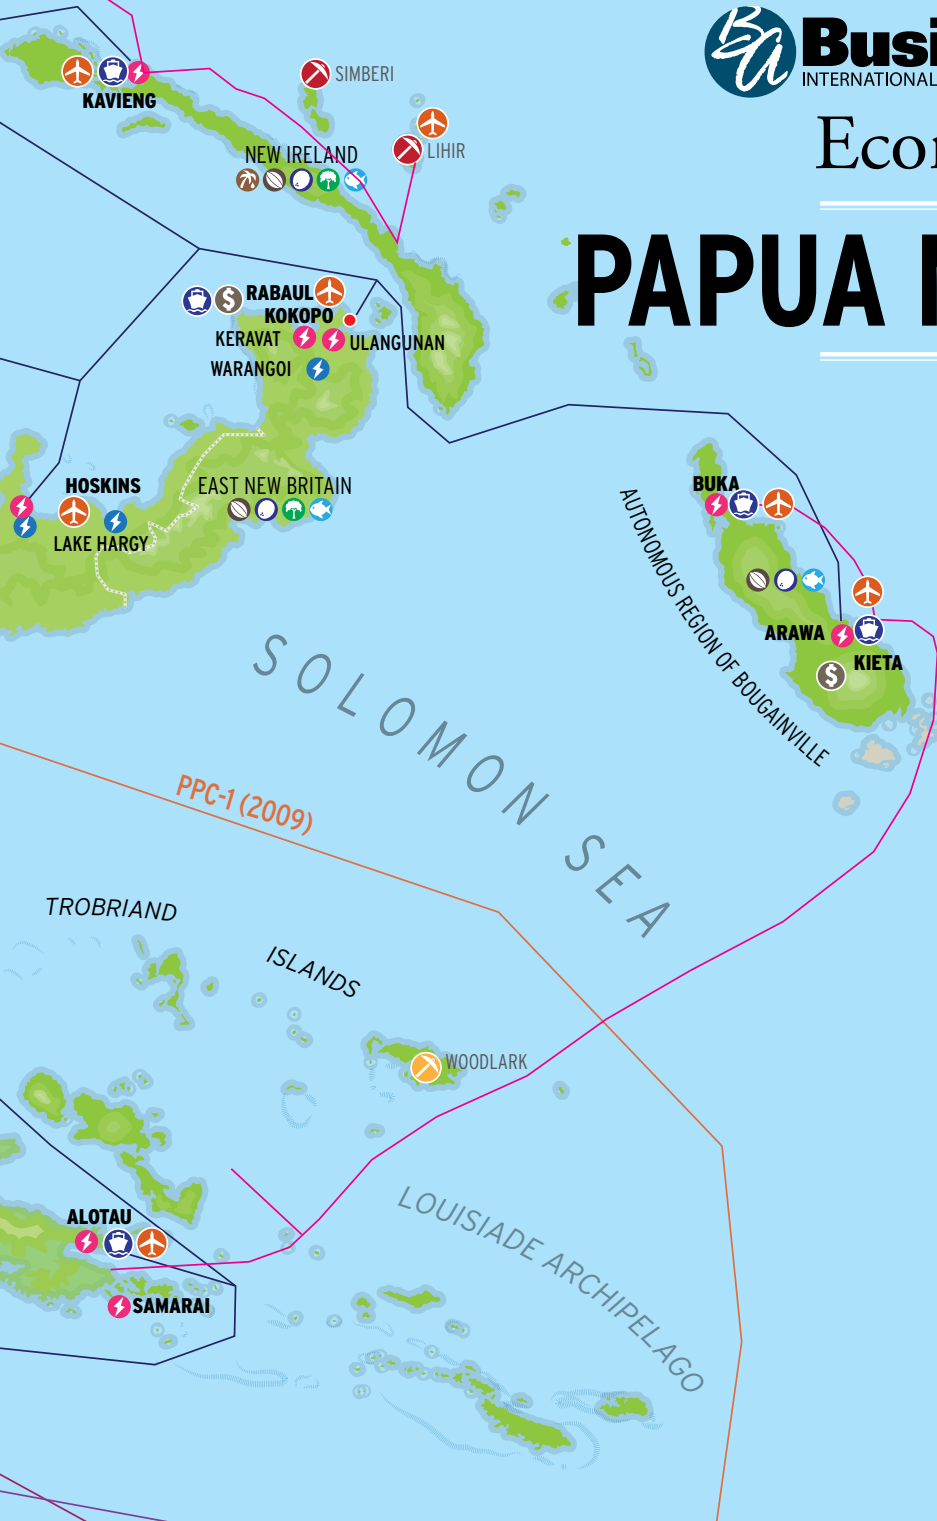 Busi
INTERNATIONAL
Econ
PAPUA N
KAVIENG
SIMBERI
LIHIR
NEW IRELAND
RABAUL
KOKOPO
KERAVAT
ULANGUNAN
WARANGOI
HOSKINS
LAKE HARGY
EAST NEW BRITAIN
BUKA
AUTONOMOUS REGION OF BOUGAINVILLE
ARAWA
KIETA
SOLOMON SEA
PPC-1 (2009)
TROBRIAND
ISLANDS
WOODLARK
LOUISIADE ARCHIPELAGO
ALOTAU
SAMARAI